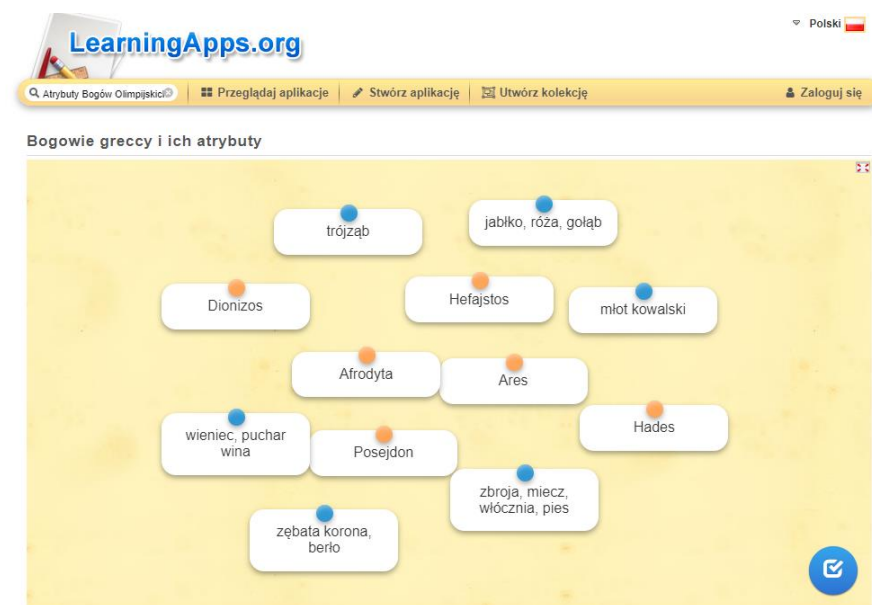 LearningApps.org
Polski
Atrybuty Bogów Olimpijskich
Przeglądaj aplikacje
Stwórz aplikację
Utwórz kolekcję
Zaloguj się
Bogowie greccy i ich atrybuty
trójząb
jabłko, róża, gołąb
Dionizos
Hefajstos
młot kowalski
Afrodyta
Ares
Hades
wieniec, puchar
wina
Posejdon
zbroja, miecz,
włócznia, pies
zębata korona,
berło